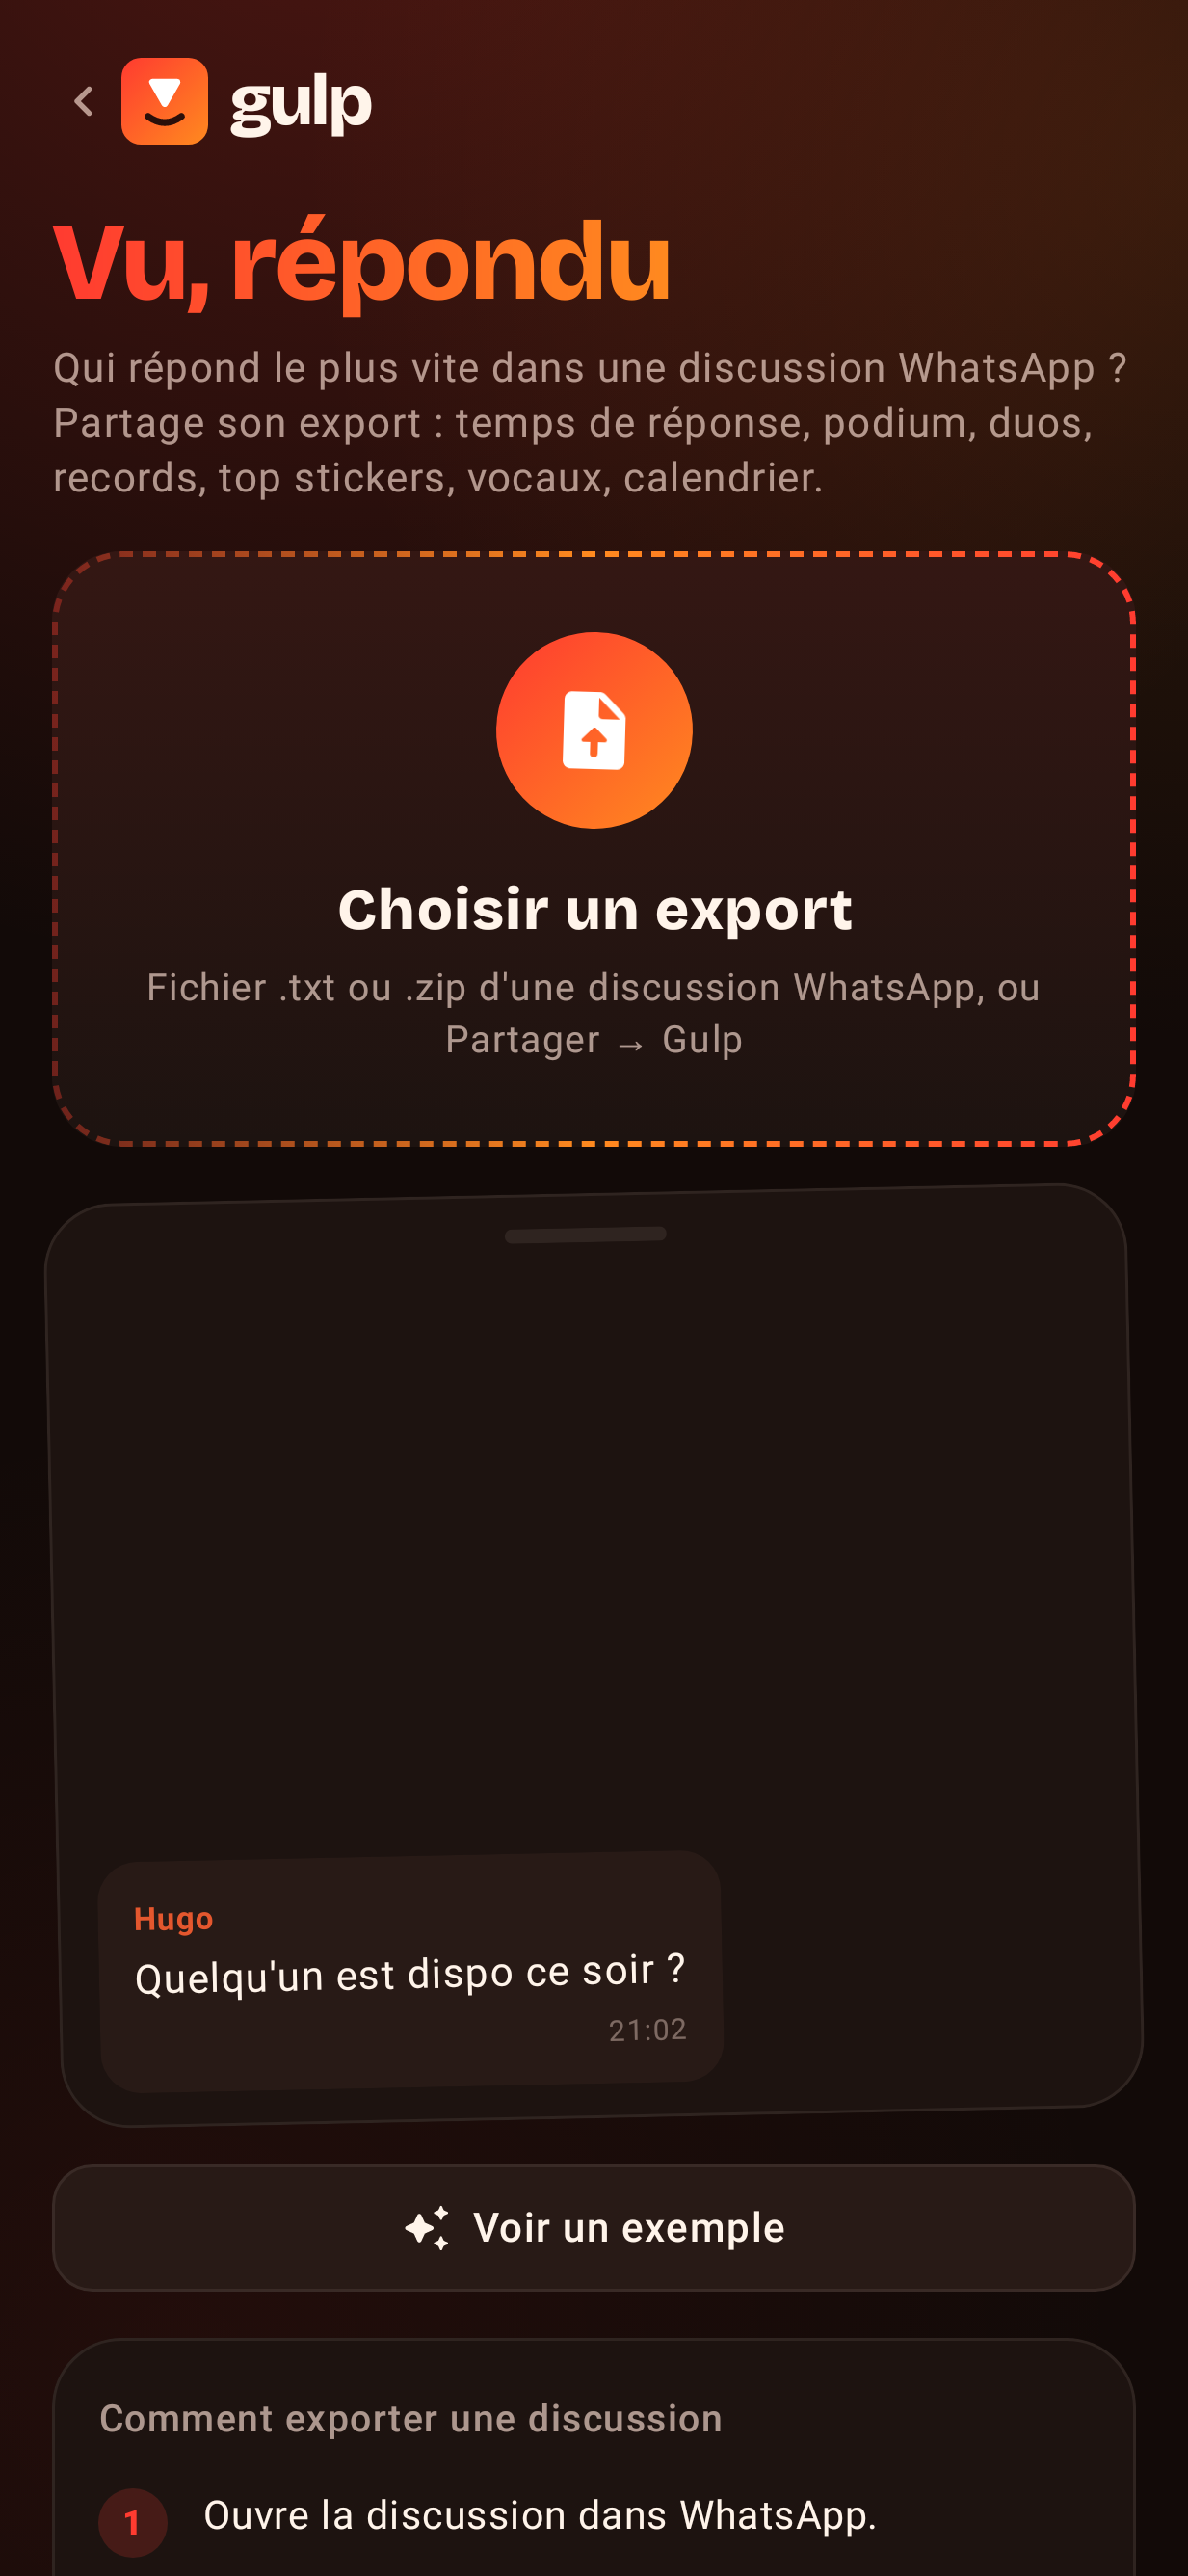 gulp
Vu, répondu
Qui répond le plus vite dans une discussion WhatsApp ?
Partage son export : temps de réponse, podium, duos,
records, top stickers, vocaux, calendrier.
Choisir un export
Fichier .txt ou .zip d'une discussion WhatsApp, ou
Partager → Gulp
Hugo
Quelqu'un est dispo ce soir ?
21:02
Voir un exemple
Comment exporter une discussion
1 Ouvre la discussion dans WhatsApp.